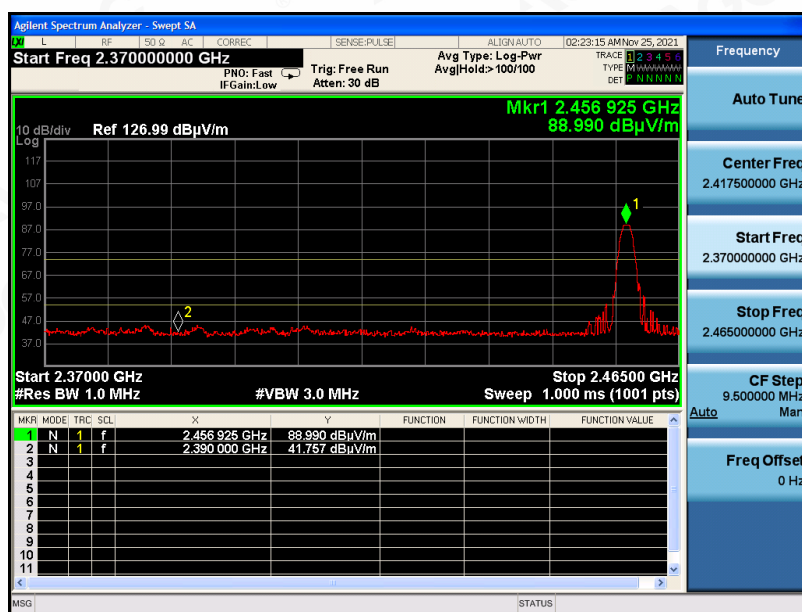 Agilent Spectrum Analyzer - Swept SA
LXI L RF 50 Ω AC CORREC SENSE:PULSE ALIGN AUTO 02:23:15 AM Nov 25, 2021
Start Freq 2.370000000 GHz
PNO: Fast
IFGain:Low
Trig: Free Run
Atten: 30 dB
Avg Type: Log-Pwr
Avg|Hold:>100/100
TRACE 1 2 3 4 5 6
TYPE M
DET P N N N N N
Mkr1 2.456 925 GHz
88.990 dBµV/m
10 dB/div Ref 126.99 dBµV/m
Log
117
107
97.0
87.0
77.0
67.0
57.0
47.0
37.0
1
2
Start 2.37000 GHz Stop 2.46500 GHz
#Res BW 1.0 MHz #VBW 3.0 MHz Sweep 1.000 ms (1001 pts)
MKR MODE TRC SCL X Y FUNCTION FUNCTION WIDTH FUNCTION VALUE
1 N 1 f 2.456 925 GHz 88.990 dBµV/m
2 N 1 f 2.390 000 GHz 41.757 dBµV/m
3
4
5
6
7
8
9
10
11
MSG STATUS
Frequency
Auto Tune
Center Freq
2.417500000 GHz
Start Freq
2.370000000 GHz
Stop Freq
2.465000000 GHz
CF Step
9.500000 MHz
Auto Man
Freq Offset
0 Hz